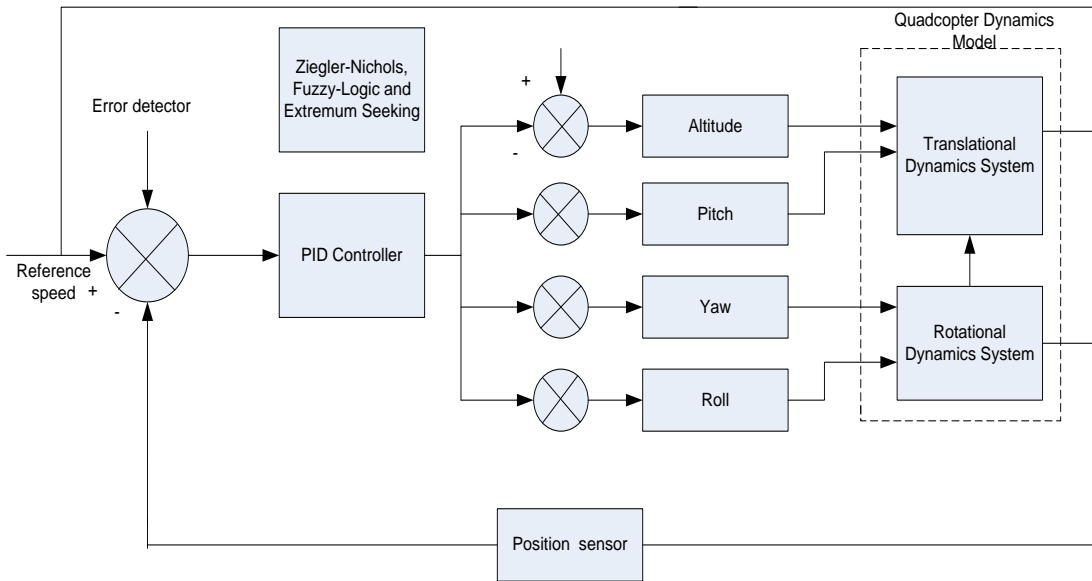 Quadcopter Dynamics
Model
Ziegler-Nichols,
Fuzzy-Logic and
Extremum Seeking
Error detector
+
-
Altitude
Translational
Dynamics System
Pitch
PID Controller
Reference
speed
+
-
Yaw
Rotational
Dynamics System
Roll
Position sensor